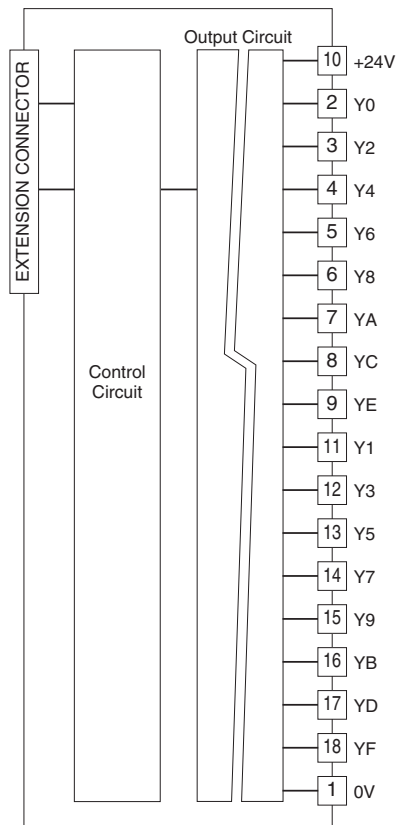 Output Circuit
EXTENSION CONNECTOR
Control
Circuit
10 +24V
2 Y0
3 Y2
4 Y4
5 Y6
6 Y8
7 YA
8 YC
9 YE
11 Y1
12 Y3
13 Y5
14 Y7
15 Y9
16 YB
17 YD
18 YF
1 0V